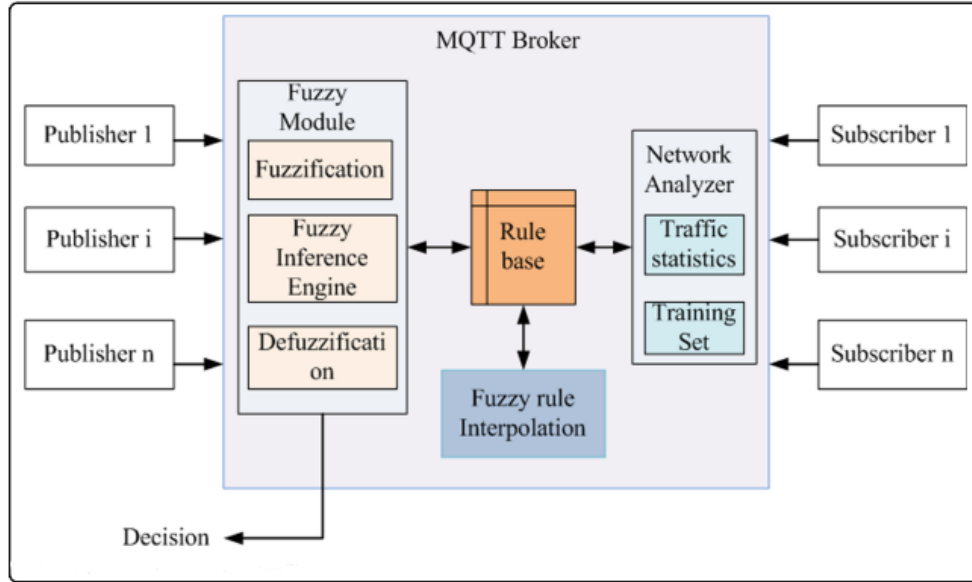 MQTT Broker
Publisher 1
Publisher i
Publisher n
Fuzzy
Module
Fuzzification
Fuzzy
Inference
Engine
Defuzzificati
on
Rule
base
Fuzzy rule
Interpolation
Network
Analyzer
Traffic
statistics
Training
Set
Subscriber 1
Subscriber i
Subscriber n
Decision